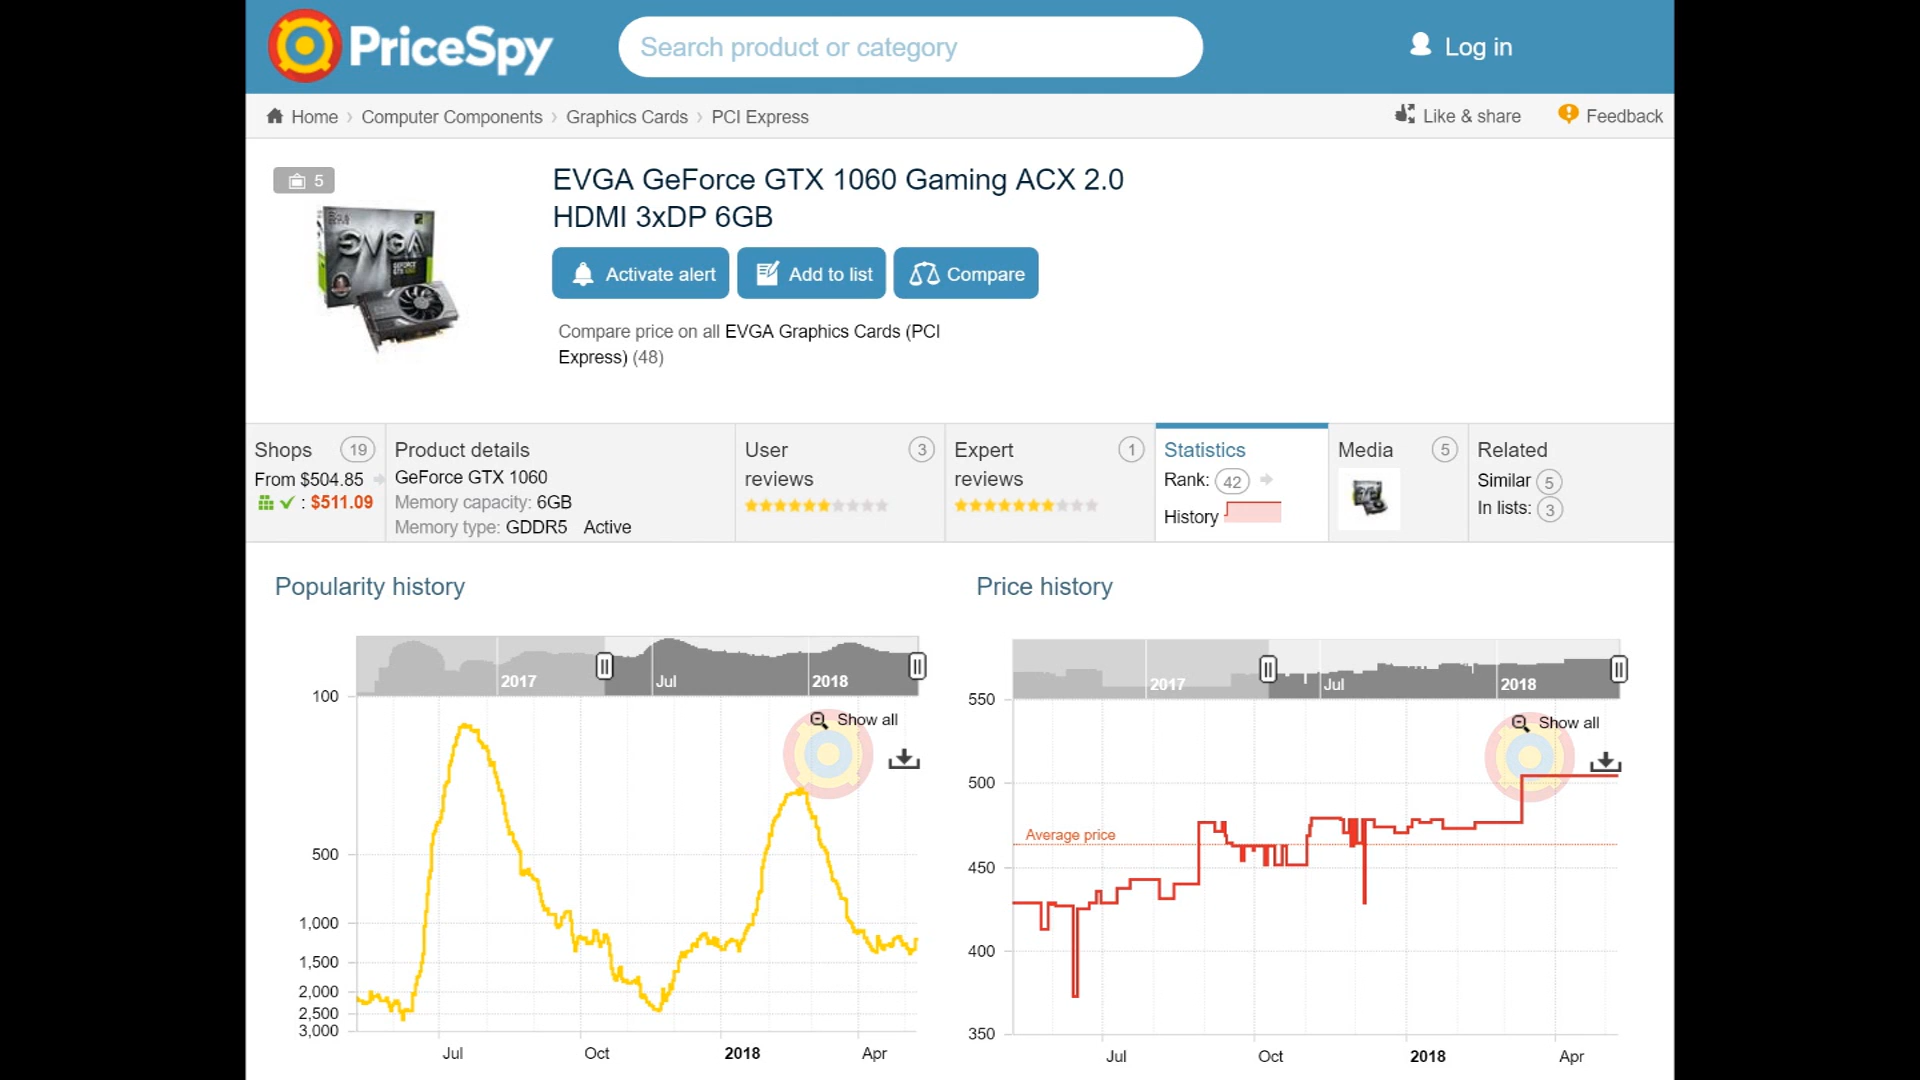 PriceSpy
Search product or category
Log in
Home › Computer Components › Graphics Cards › PCI Express
Like & share
Feedback
5
EVGA GeForce GTX 1060 Gaming ACX 2.0
HDMI 3xDP 6GB
EVGA
Activate alert
Add to list
Compare
Compare price on all EVGA Graphics Cards (PCI
Express) (48)
Shops 19
From $504.85
: $511.09
Product details
GeForce GTX 1060
Memory capacity: 6GB
Memory type: GDDR5 Active
User 3
reviews
Expert 1
reviews
Statistics
Rank: 42
History
Media 5
Related
Similar 5
In lists: 3
Popularity history
2017
Jul
2018
Show all
100
500
1,000
1,500
2,000
2,500
3,000
Jul
Oct
2018
Apr
Price history
2017
Jul
2018
Show all
Average price
550
500
450
400
350
Jul
Oct
2018
Apr